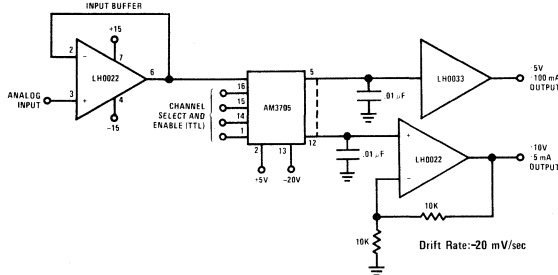 INPUT BUFFER
+15
2
−
7
LH0022
6
ANALOG
INPUT
3
+
4
−15
16
15
14
1
CHANNEL
SELECT AND
ENABLE (TTL)
AM3705
5
12
2
13
+5V
−20V
.01 µF
LH0033
5V
100 mA
OUTPUT
.01 µF
+
LH0022
−
10V
5 mA
OUTPUT
10K
10K
Drift Rate:-20 mV/sec